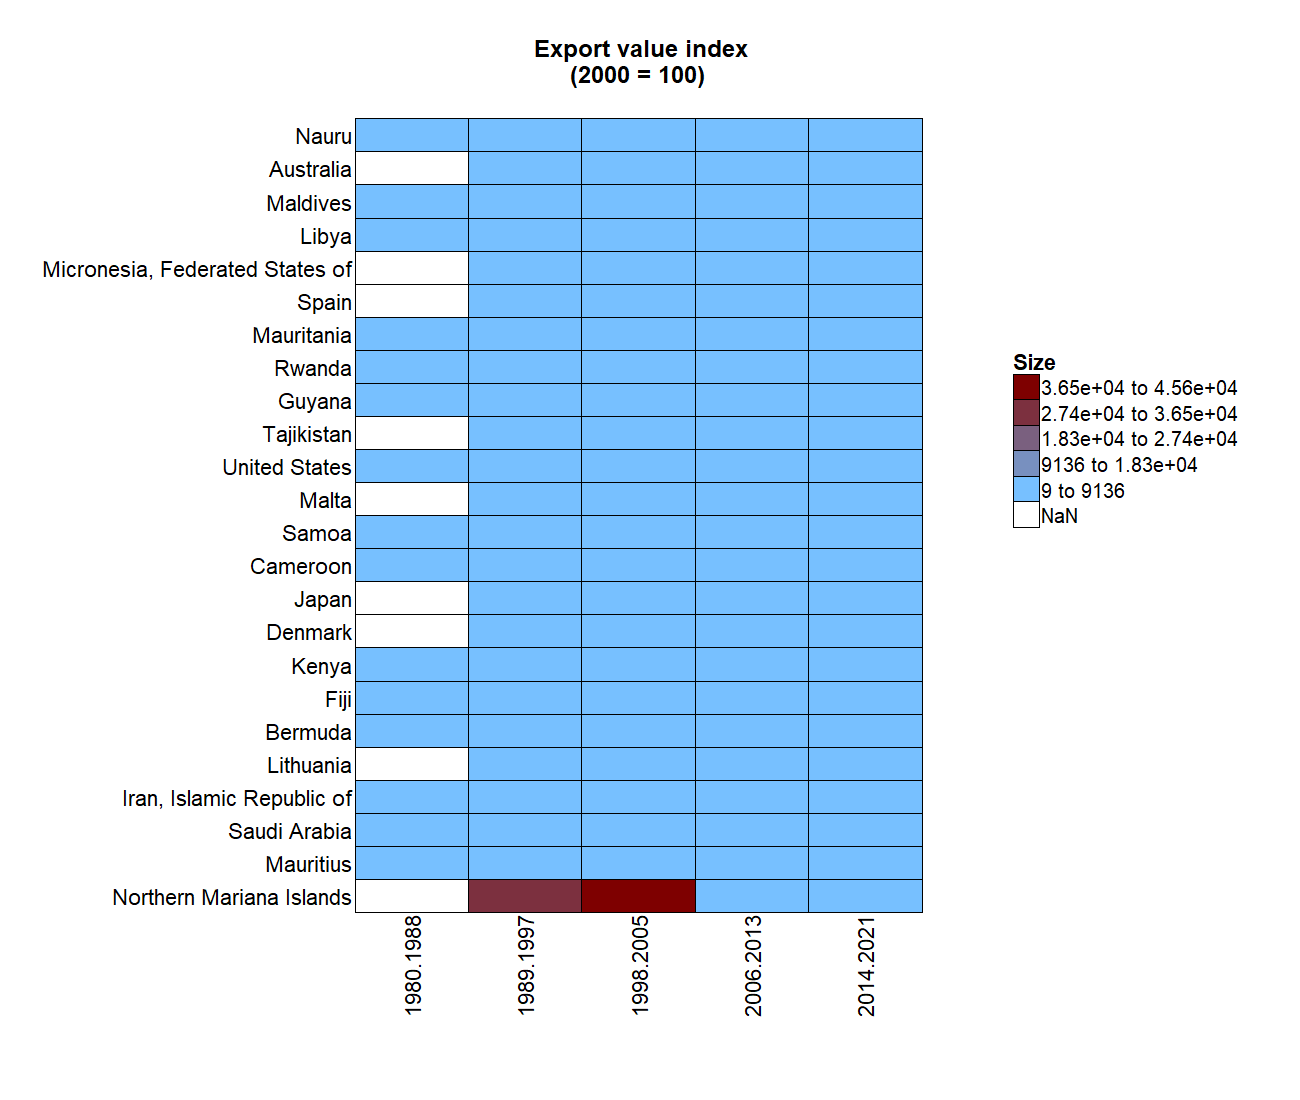 Export value index
(2000 = 100)
Nauru
Australia
Maldives
Libya
Micronesia, Federated States of
Spain
Mauritania
Rwanda
Guyana
Tajikistan
United States
Malta
Samoa
Cameroon
Japan
Denmark
Kenya
Fiji
Bermuda
Lithuania
Iran, Islamic Republic of
Saudi Arabia
Mauritius
Northern Mariana Islands
1980.1988
1989.1997
1998.2005
2006.2013
2014.2021
Size
3.65e+04 to 4.56e+04
2.74e+04 to 3.65e+04
1.83e+04 to 2.74e+04
9136 to 1.83e+04
9 to 9136
NaN